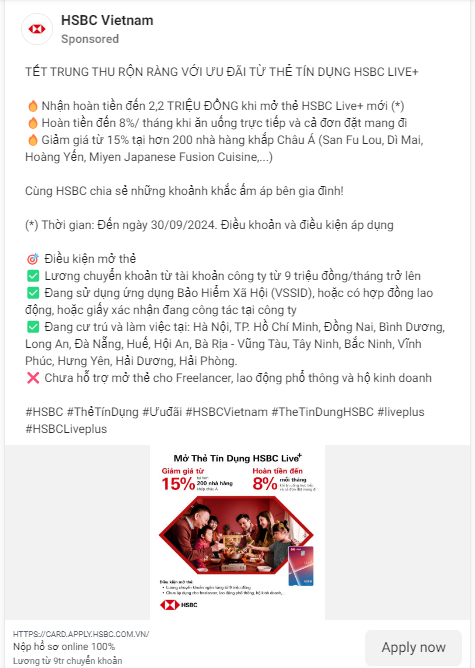 HSBC Vietnam
Sponsored
TẾT TRUNG THU RỘN RÀNG VỚI ƯU ĐÃI TỪ THẺ TÍN DỤNG HSBC LIVE+
🔥Nhận hoàn tiền đến 2,2 TRIỆU ĐỒNG khi mở thẻ HSBC Live+ mới (*)
🔥Hoàn tiền đến 8%/ tháng khi ăn uống trực tiếp và cả đơn đặt mang đi
🔥Giảm giá từ 15% tại hơn 200 nhà hàng khắp Châu Á (San Fu Lou, Dì Mai,
Hoàng Yến, Miyen Japanese Fusion Cuisine,...)
Cùng HSBC chia sẻ những khoảnh khắc ấm áp bên gia đình!
(*) Thời gian: Đến ngày 30/09/2024. Điều khoản và điều kiện áp dụng
🎯 Điều kiện mở thẻ
✅ Lương chuyển khoản từ tài khoản công ty từ 9 triệu đồng/tháng trở lên
✅ Đang sử dụng ứng dụng Bảo Hiểm Xã Hội (VSSID), hoặc có hợp đồng lao
động, hoặc giấy xác nhận đang công tác tại công ty
✅ Đang cư trú và làm việc tại: Hà Nội, TP. Hồ Chí Minh, Đồng Nai, Bình Dương,
Long An, Đà Nẵng, Huế, Hội An, Bà Rịa - Vũng Tàu, Tây Ninh, Bắc Ninh, Vĩnh
Phúc, Hưng Yên, Hải Dương, Hải Phòng.
❌ Chưa hỗ trợ mở thẻ cho Freelancer, lao động phổ thông và hộ kinh doanh
#HSBC #ThẻTínDụng #Ưuđãi #HSBCVietnam #TheTinDungHSBC #liveplus
#HSBCLiveplus
Mở Thẻ Tín Dụng HSBC Live+
Giảm giá từ
15% tại hơn
200 nhà hàng
khắp châu Á
Hoàn tiền đến
8% mỗi tháng
Điều kiện mở thẻ:
HSBC
HTTPS://CARD.APPLY.HSBC.COM.VN/
Nộp hồ sơ online 100%
Lương từ 9tr chuyển khoản
Apply now